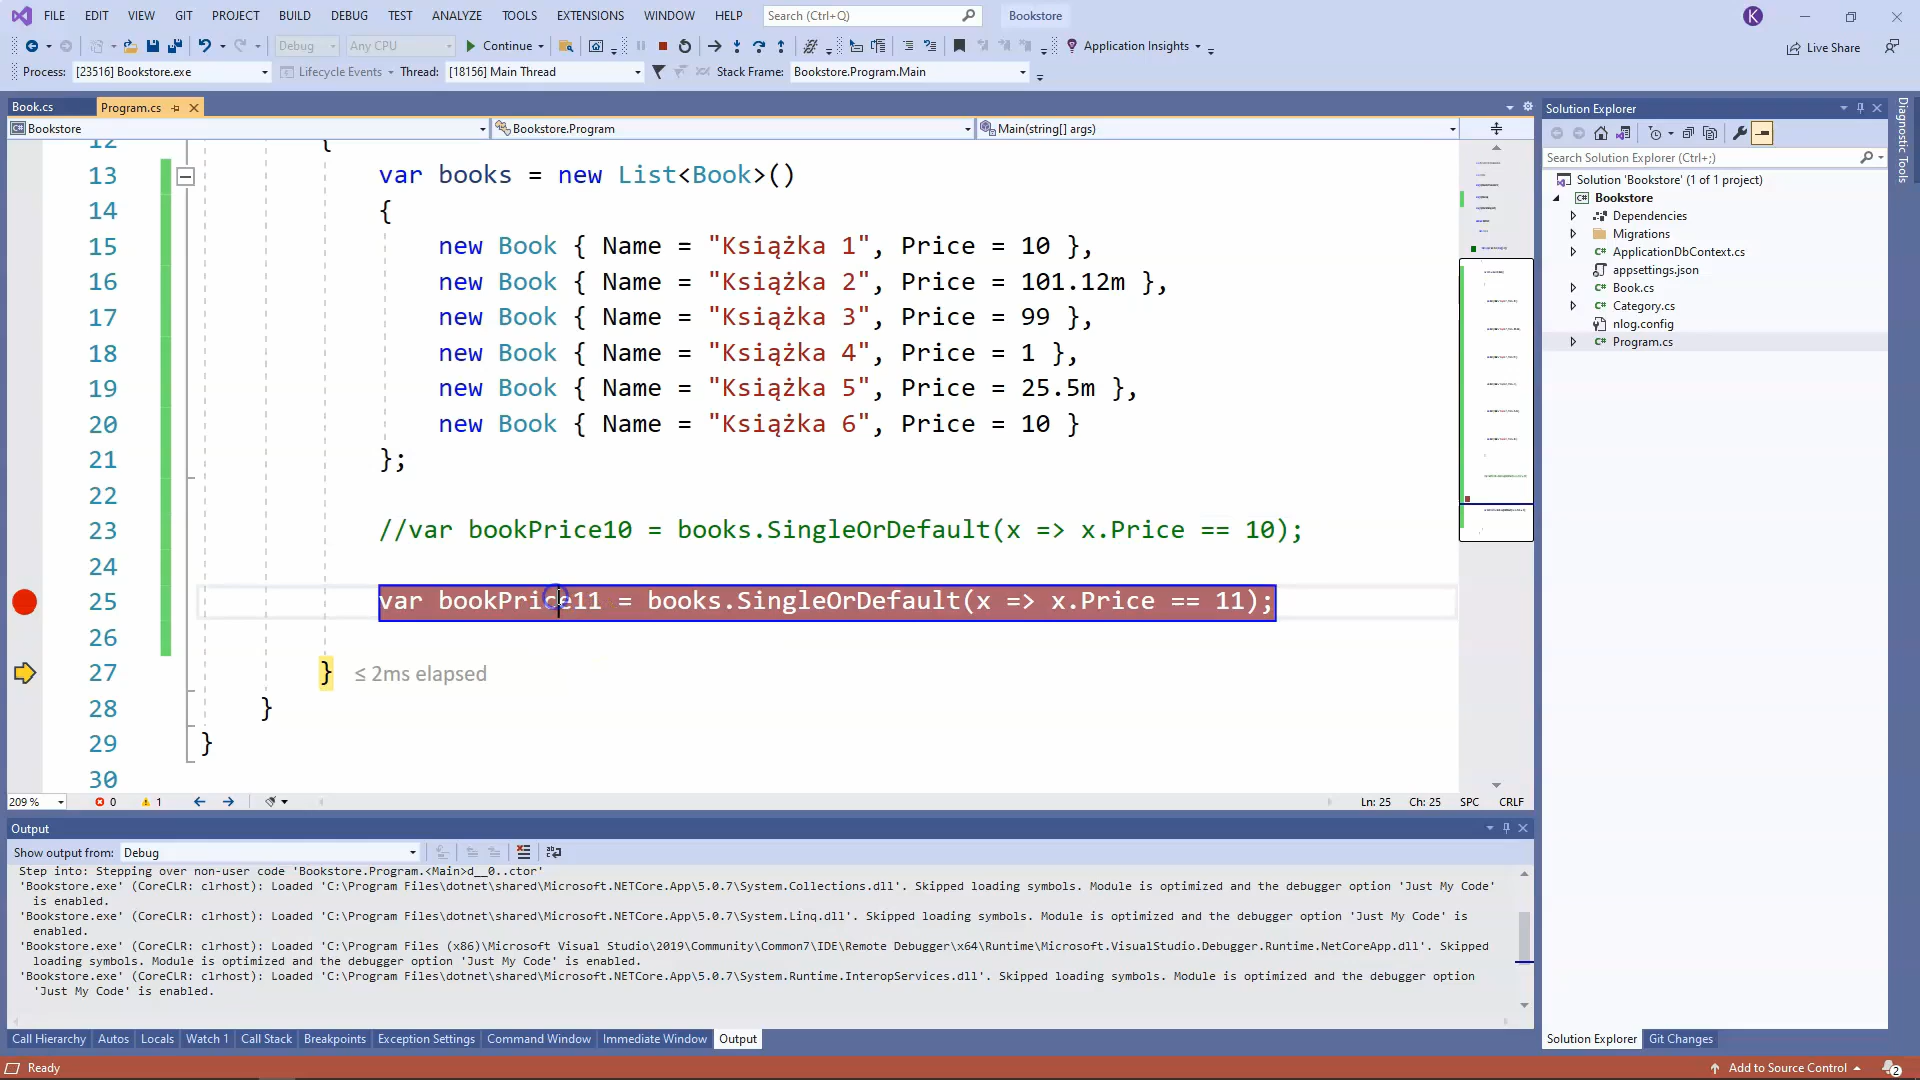 FILE EDIT VIEW GIT PROJECT BUILD DEBUG TEST ANALYZE TOOLS EXTENSIONS WINDOW HELP Search (Ctrl+Q) Bookstore K
Debug Any CPU Continue Application Insights Live Share
Process: [23516] Bookstore.exe Lifecycle Events Thread: [18156] Main Thread Stack Frame: Bookstore.Program.Main
Book.cs Program.cs
Bookstore Bookstore.Program Main(string[] args)
12 {
13 var books = new List<Book>()
14 {
15 new Book { Name = "Książka 1", Price = 10 },
16 new Book { Name = "Książka 2", Price = 101.12m },
17 new Book { Name = "Książka 3", Price = 99 },
18 new Book { Name = "Książka 4", Price = 1 },
19 new Book { Name = "Książka 5", Price = 25.5m },
20 new Book { Name = "Książka 6", Price = 10 }
21 };
22
23 //var bookPrice10 = books.SingleOrDefault(x => x.Price == 10);
24
25 var bookPrice11 = books.SingleOrDefault(x => x.Price == 11);
26
27 } ≤ 2ms elapsed
28 }
29 }
30
209 % 0 1 Ln: 25 Ch: 25 SPC CRLF
Output
Show output from: Debug
Step into: Stepping over non-user code 'Bookstore.Program.<Main>d__0..ctor'
'Bookstore.exe' (CoreCLR: clrhost): Loaded 'C:\Program Files\dotnet\shared\Microsoft.NETCore.App\5.0.7\System.Collections.dll'. Skipped loading symbols. Module is optimized and the debugger option 'Just My Code'
is enabled.
'Bookstore.exe' (CoreCLR: clrhost): Loaded 'C:\Program Files\dotnet\shared\Microsoft.NETCore.App\5.0.7\System.Linq.dll'. Skipped loading symbols. Module is optimized and the debugger option 'Just My Code' is
enabled.
'Bookstore.exe' (CoreCLR: clrhost): Loaded 'C:\Program Files (x86)\Microsoft Visual Studio\2019\Community\Common7\IDE\Remote Debugger\x64\Runtime\Microsoft.VisualStudio.Debugger.Runtime.NetCoreApp.dll'. Skipped
loading symbols. Module is optimized and the debugger option 'Just My Code' is enabled.
'Bookstore.exe' (CoreCLR: clrhost): Loaded 'C:\Program Files\dotnet\shared\Microsoft.NETCore.App\5.0.7\System.Runtime.InteropServices.dll'. Skipped loading symbols. Module is optimized and the debugger option
'Just My Code' is enabled.
Call Hierarchy Autos Locals Watch 1 Call Stack Breakpoints Exception Settings Command Window Immediate Window Output
Solution Explorer
Search Solution Explorer (Ctrl+;)
Solution 'Bookstore' (1 of 1 project)
Bookstore
Dependencies
Migrations
ApplicationDbContext.cs
appsettings.json
Book.cs
Category.cs
nlog.config
Program.cs
Solution Explorer Git Changes
Diagnostic Tools
Ready Add to Source Control 2